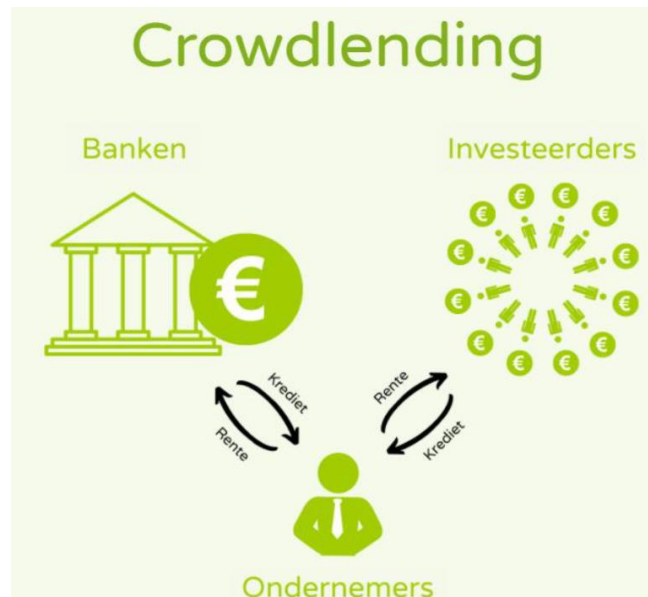 Crowdlending
Banken
Investeerders
€
€
€
€
€
€
€
€
€
€
€
€
€
Krediet
Rente
Rente
Krediet
Ondernemers